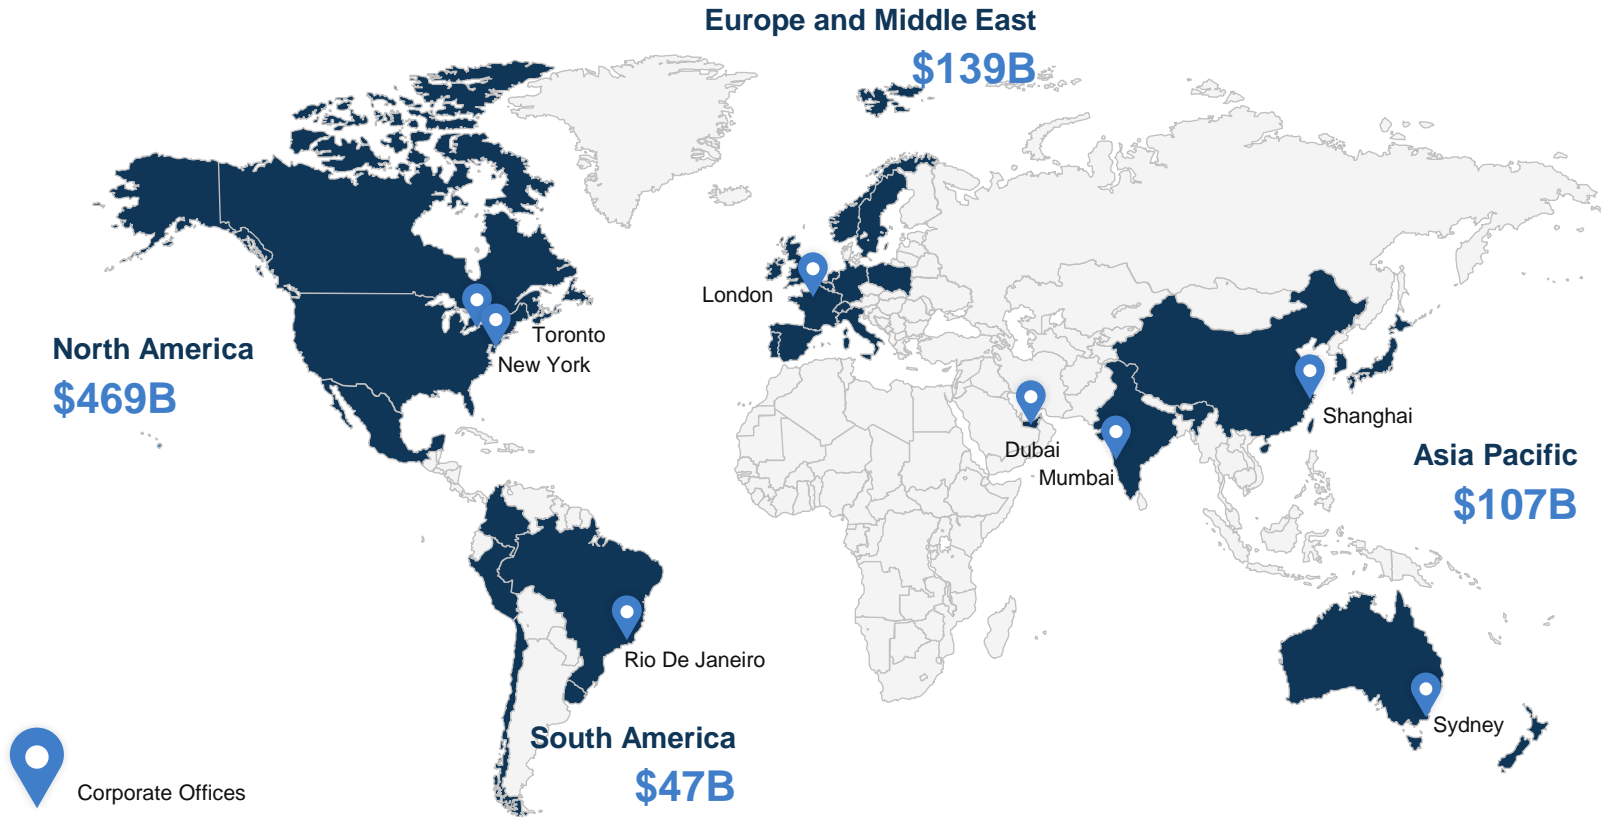 Europe and Middle East
$139B
London
Toronto
New York
North America
$469B
Shanghai
Dubai
Mumbai
Asia Pacific
$107B
Rio De Janeiro
Sydney
South America
$47B
Corporate Offices